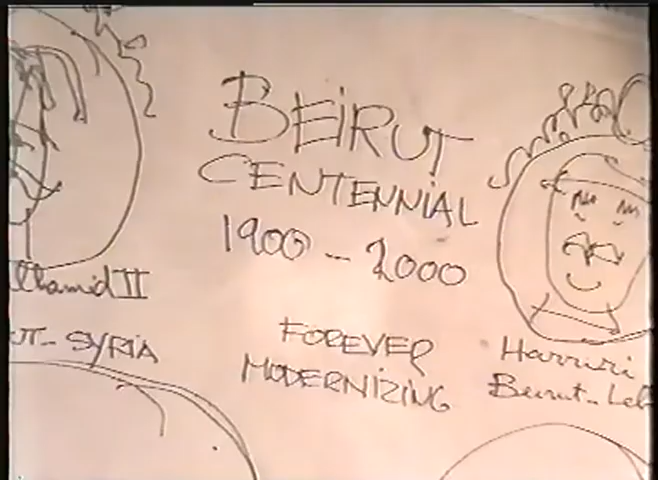 BEIRUT
CENTENNIAL
1900 - 2000
lhamid II
UT - SYRIA
FOREVER
MODERNIZING
Harriri
Beirut - Leb